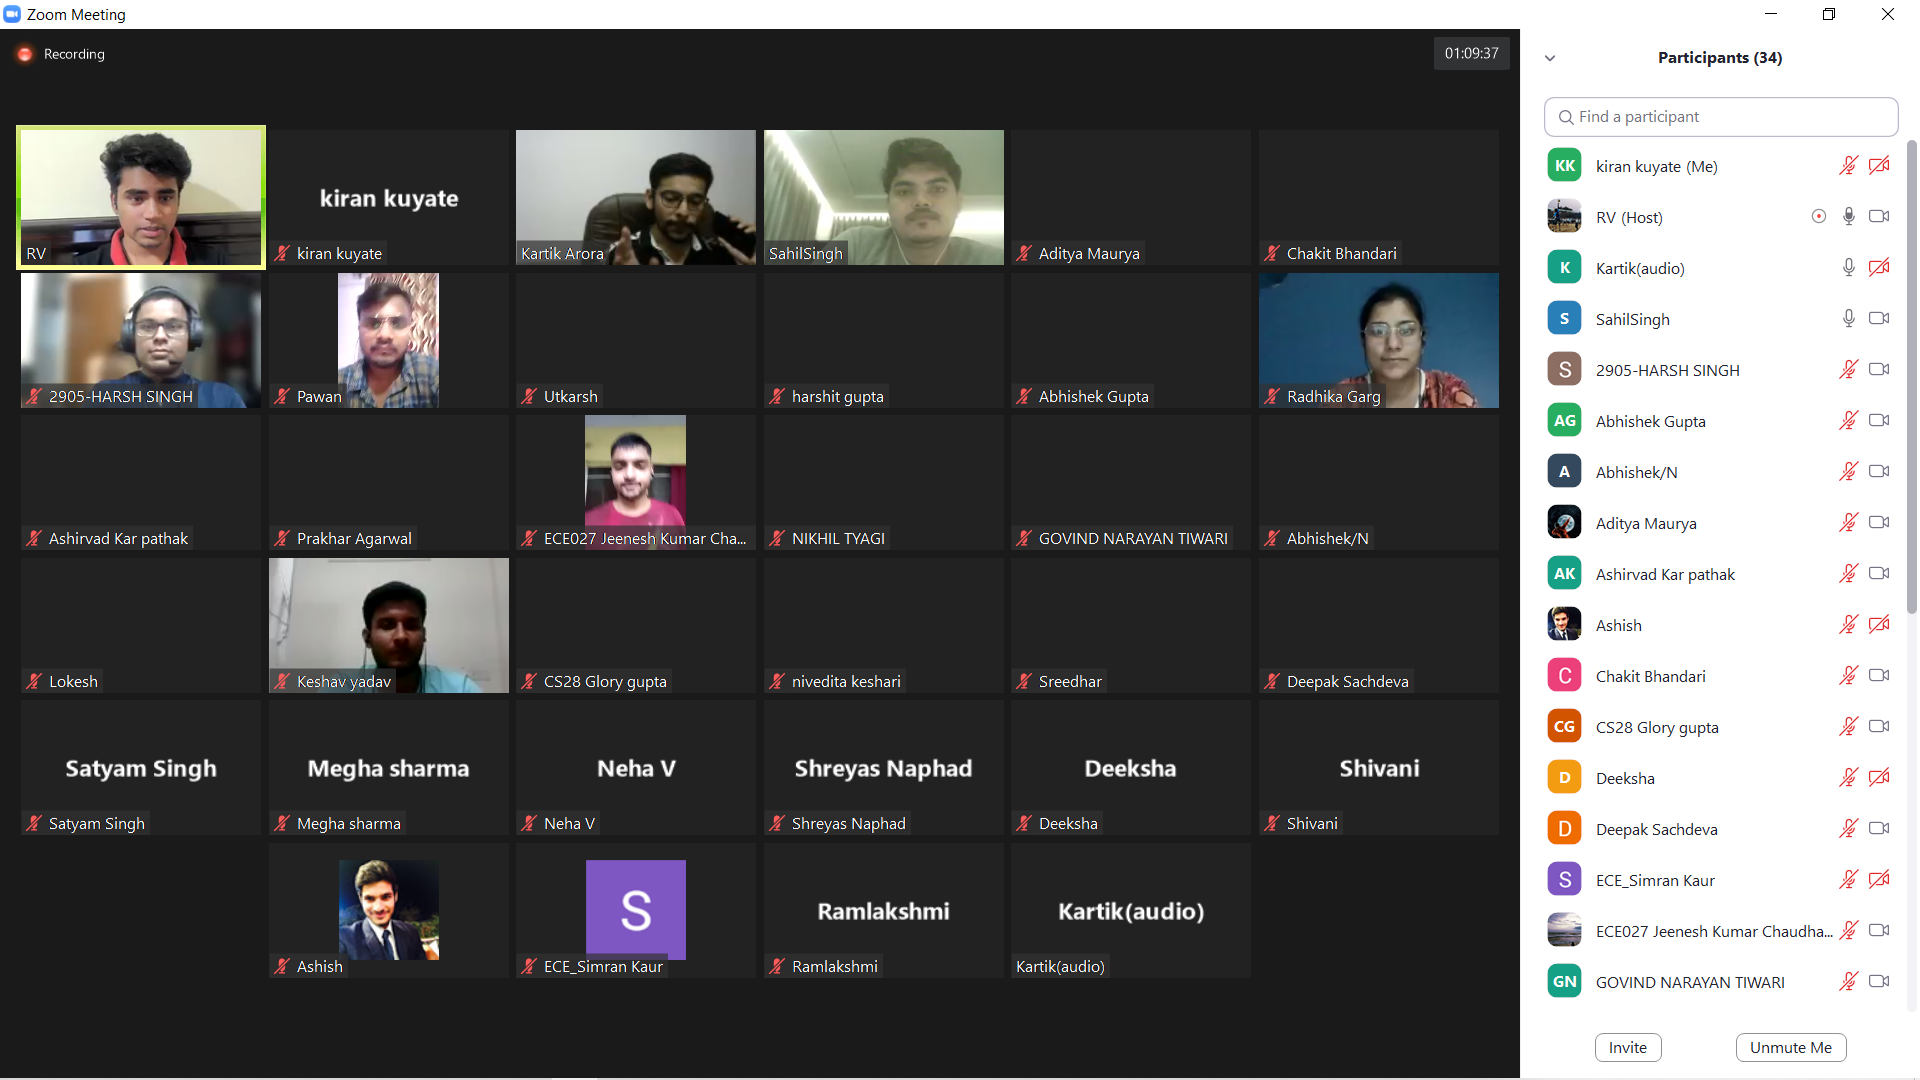 Zoom Meeting
Recording
01:09:37
RV
kiran kuyate
kiran kuyate
Kartik Arora
SahilSingh
Aditya Maurya
Chakit Bhandari
2905-HARSH SINGH
Pawan
Utkarsh
harshit gupta
Abhishek Gupta
Radhika Garg
Ashirvad Kar pathak
Prakhar Agarwal
ECE027 Jeenesh Kumar Cha...
NIKHIL TYAGI
GOVIND NARAYAN TIWARI
Abhishek/N
Lokesh
Keshav yadav
CS28 Glory gupta
nivedita keshari
Sreedhar
Deepak Sachdeva
Satyam Singh
Satyam Singh
Megha sharma
Megha sharma
Neha V
Neha V
Shreyas Naphad
Shreyas Naphad
Deeksha
Deeksha
Shivani
Shivani
Ashish
S
ECE_Simran Kaur
Ramlakshmi
Ramlakshmi
Kartik(audio)
Kartik(audio)
Participants (34)
Find a participant
KK kiran kuyate (Me)
RV (Host)
K Kartik(audio)
S SahilSingh
S 2905-HARSH SINGH
AG Abhishek Gupta
A Abhishek/N
Aditya Maurya
AK Ashirvad Kar pathak
Ashish
C Chakit Bhandari
CG CS28 Glory gupta
D Deeksha
D Deepak Sachdeva
S ECE_Simran Kaur
ECE027 Jeenesh Kumar Chaudha...
GN GOVIND NARAYAN TIWARI
Invite
Unmute Me